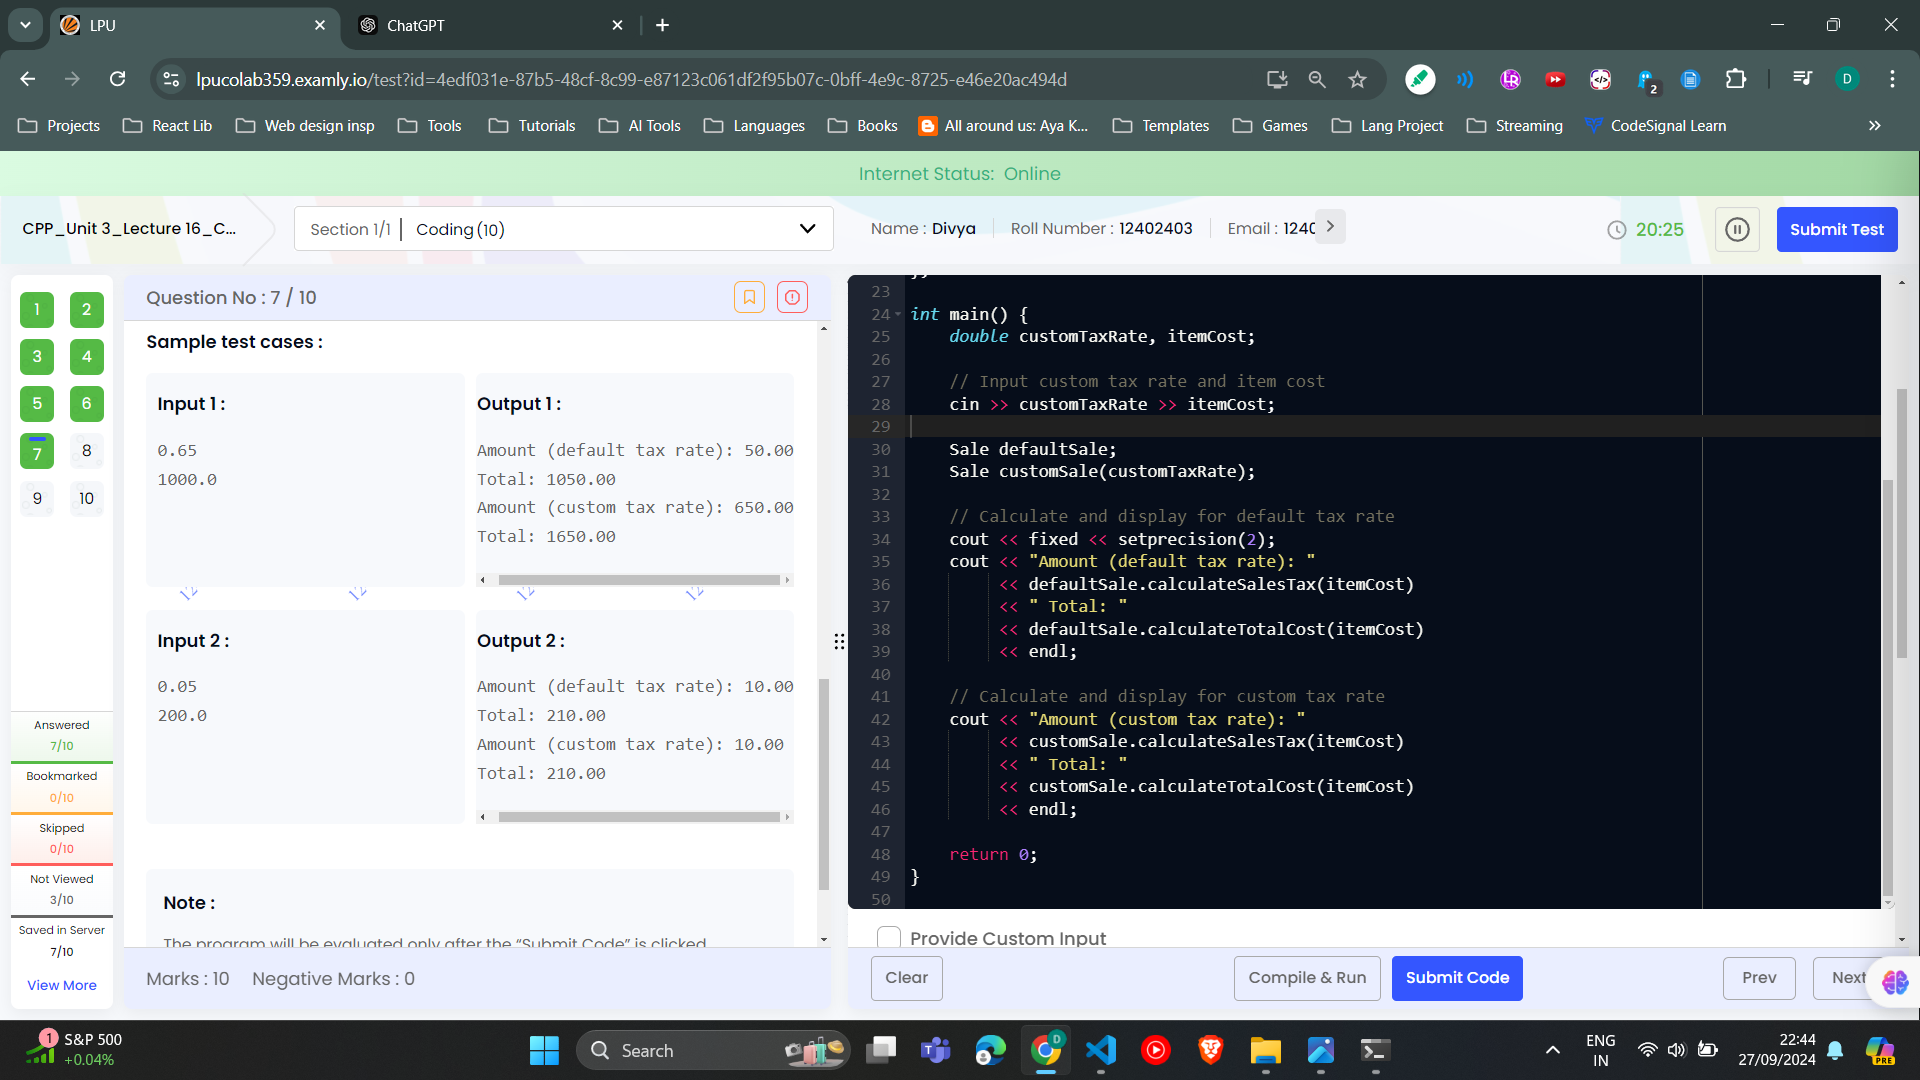 LPU
ChatGPT
lpucolab359.examly.io/test?id=4edf031e-87b5-48cf-8c99-e87123c061df2f95b07c-0bff-4e9c-8725-e46e20ac494d
2
D
Projects
React Lib
Web design insp
Tools
Tutorials
AI Tools
Languages
Books
All around us: Aya K...
Templates
Games
Lang Project
Streaming
CodeSignal Learn
Internet Status: Online
CPP_Unit 3_Lecture 16_C...
Section 1/1 | Coding (10)
Name : Divya
Roll Number : 12402403
Email : 1240
20:25
Submit Test
1
2
3
4
5
6
7
8
9
10
Answered
7/10
Bookmarked
0/10
Skipped
0/10
Not Viewed
3/10
Saved in Server
7/10
View More
Question No : 7 / 10
Sample test cases :
Input 1 :
0.65
1000.0
Output 1 :
Amount (default tax rate): 50.00
Total: 1050.00
Amount (custom tax rate): 650.00
Total: 1650.00
Input 2 :
0.05
200.0
Output 2 :
Amount (default tax rate): 10.00
Total: 210.00
Amount (custom tax rate): 10.00
Total: 210.00
Note :
The program will be evaluated only after the “Submit Code” is clicked
Marks : 10 Negative Marks : 0
23
24 int main() {
25 double customTaxRate, itemCost;
26
27 // Input custom tax rate and item cost
28 cin >> customTaxRate >> itemCost;
29
30 Sale defaultSale;
31 Sale customSale(customTaxRate);
32
33 // Calculate and display for default tax rate
34 cout << fixed << setprecision(2);
35 cout << "Amount (default tax rate): "
36 << defaultSale.calculateSalesTax(itemCost)
37 << " Total: "
38 << defaultSale.calculateTotalCost(itemCost)
39 << endl;
40
41 // Calculate and display for custom tax rate
42 cout << "Amount (custom tax rate): "
43 << customSale.calculateSalesTax(itemCost)
44 << " Total: "
45 << customSale.calculateTotalCost(itemCost)
46 << endl;
47
48 return 0;
49 }
50
Provide Custom Input
Clear
Compile & Run
Submit Code
Prev
Next
1
S&P 500
+0.04%
Search
D
ENG
IN
22:44
27/09/2024
PRE